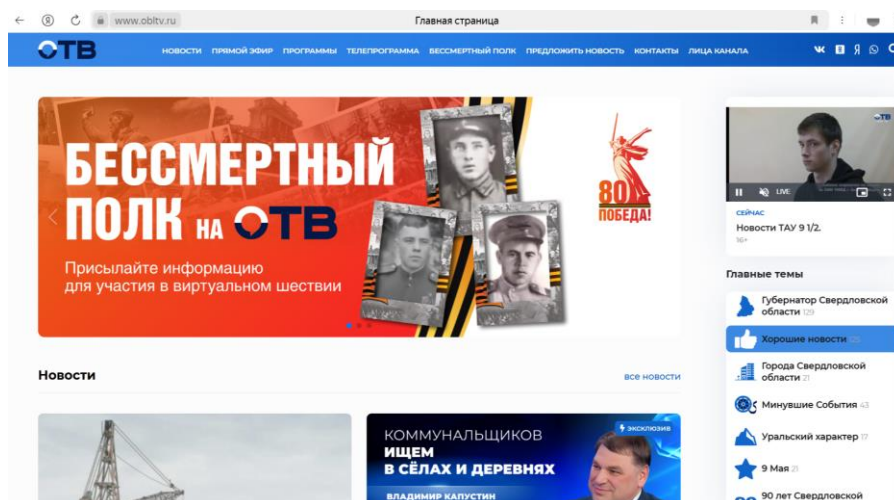 www.obltv.ru
Главная страница
ОТВ
НОВОСТИ ПРЯМОЙ ЭФИР ПРОГРАММЫ ТЕЛЕПРОГРАММА БЕССМЕРТНЫЙ ПОЛК ПРЕДЛОЖИТЬ НОВОСТЬ КОНТАКТЫ ЛИЦА КАНАЛА
БЕССМЕРТНЫЙ
ПОЛК НА ОТВ
Присылайте информацию
для участия в виртуальном шествии
80
ПОБЕДА!
ОТВ
LIVE
СЕЙЧАС
Новости ТАУ 9 1/2.
16+
Главные темы
Губернатор Свердловской
области 129
Хорошие новости
Города Свердловской
области 21
Минувшие События 43
Уральский характер 17
9 Мая 21
90 лет Свердловской
Новости
все новости
эксклюзив
КОММУНАЛЬЩИКОВ
ИЩЕМ
В СЁЛАХ И ДЕРЕВНЯХ
ВЛАДИМИР КАПУСТИН